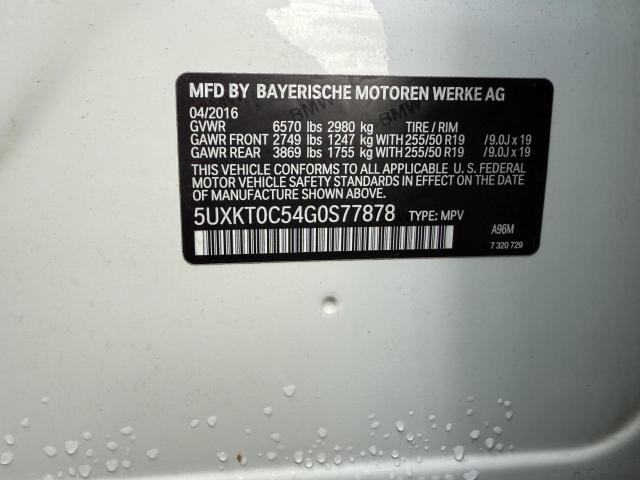 MFD BY BAYERISCHE MOTOREN WERKE AG
04/2016
GVWR 6570 lbs 2980 kg TIRE / RIM
GAWR FRONT 2749 lbs 1247 kg WITH 255/50 R19 /9.0J x 19
GAWR REAR 3869 lbs 1755 kg WITH 255/50 R19 /9.0J x 19
THIS VEHICLE CONFORMS TO ALL APPLICABLE U.S. FEDERAL
MOTOR VEHICLE SAFETY STANDARDS IN EFFECT ON THE DATE
OF MANUFACTURE SHOWN ABOVE.
5UXKT0C54G0S77878 TYPE: MPV
A96M
7 320 729
BMW
BMW